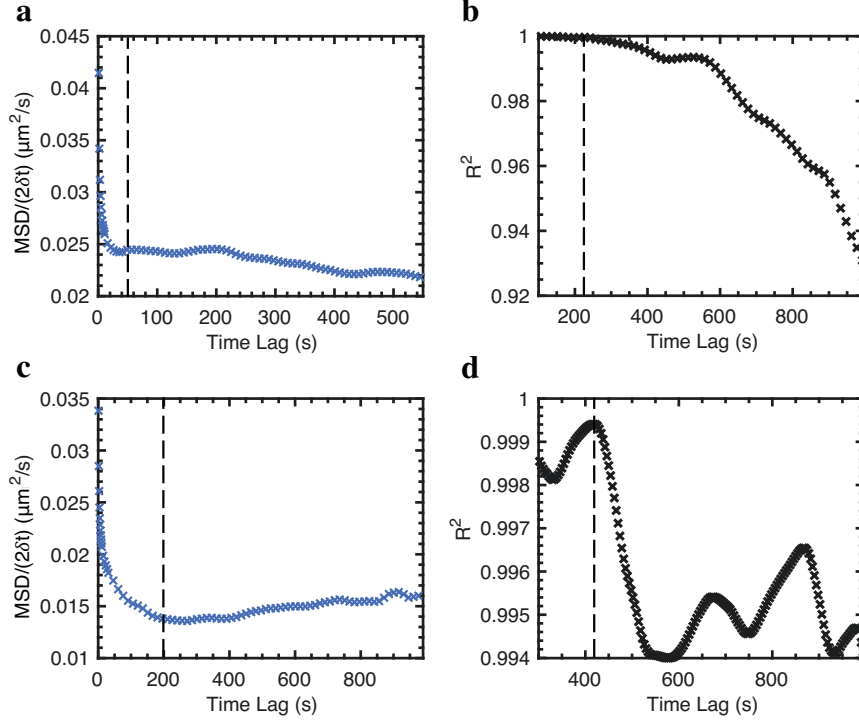 a
0.045
0.04
0.035
0.03
0.025
0.02
MSD/(2δt) (μm²/s)
0 100 200 300 400 500
Time Lag (s)
b
1
0.98
0.96
0.94
0.92
R²
200 400 600 800
Time Lag (s)
c
0.035
0.03
0.025
0.02
0.015
0.01
MSD/(2δt) (μm²/s)
0 200 400 600 800
Time Lag (s)
d
1
0.999
0.998
0.997
0.996
0.995
0.994
R²
400 600 800
Time Lag (s)